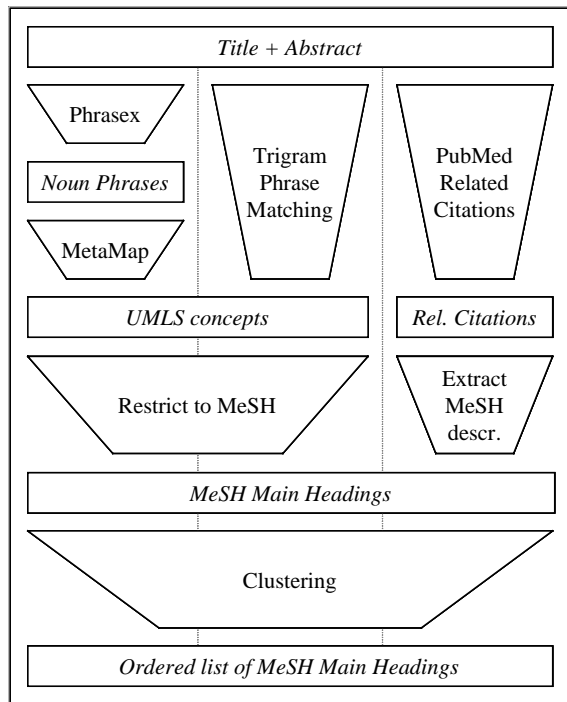 Title + Abstract
Phrasex
Noun Phrases
MetaMap
Trigram
Phrase
Matching
PubMed
Related
Citations
UMLS concepts
Rel. Citations
Restrict to MeSH
Extract
MeSH
descr.
MeSH Main Headings
Clustering
Ordered list of MeSH Main Headings